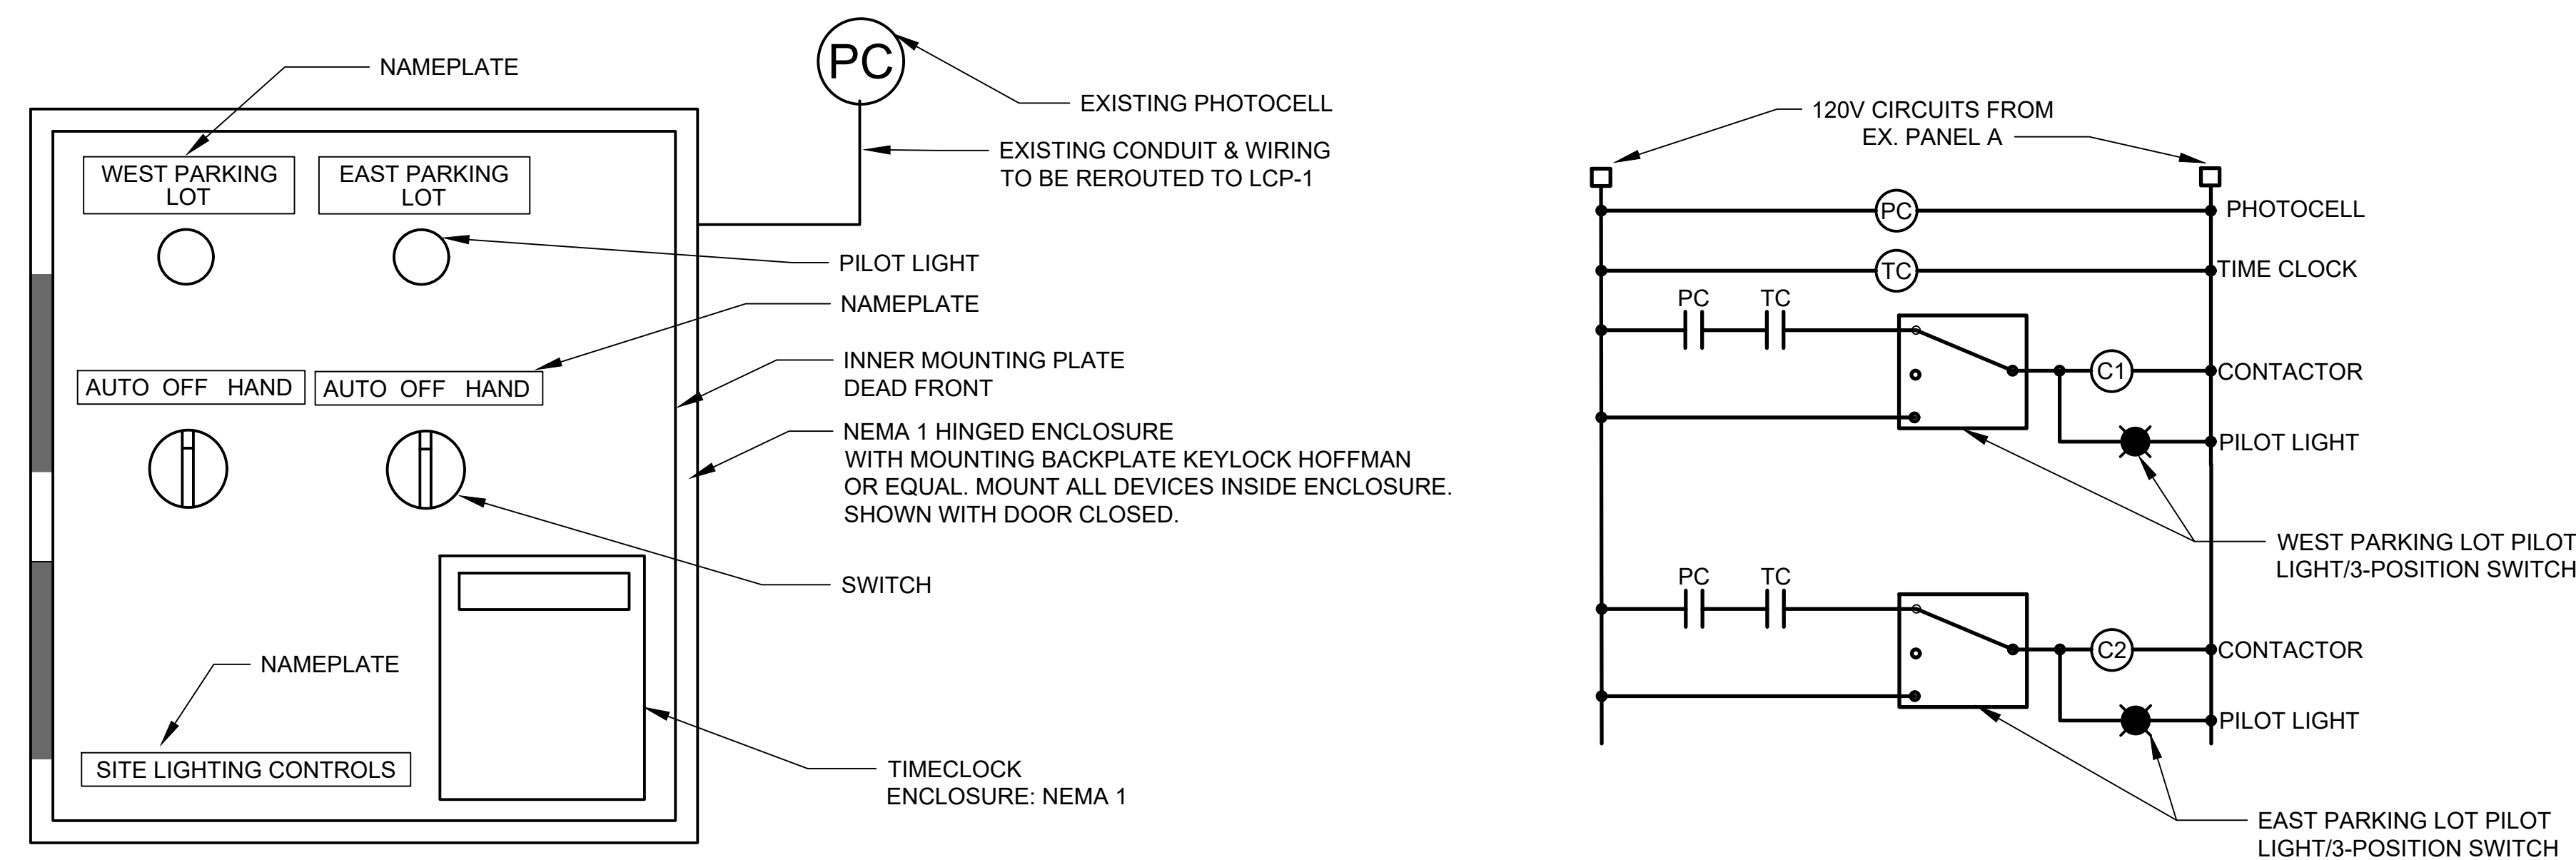 NAMEPLATE
PC
EXISTING PHOTOCELL
EXISTING CONDUIT & WIRING
TO BE REROUTED TO LCP-1
WEST PARKING
LOT
EAST PARKING
LOT
PILOT LIGHT
NAMEPLATE
INNER MOUNTING PLATE
DEAD FRONT
AUTO OFF HAND
AUTO OFF HAND
NEMA 1 HINGED ENCLOSURE
WITH MOUNTING BACKPLATE KEYLOCK HOFFMAN
OR EQUAL. MOUNT ALL DEVICES INSIDE ENCLOSURE.
SHOWN WITH DOOR CLOSED.
SWITCH
NAMEPLATE
SITE LIGHTING CONTROLS
TIMECLOCK
ENCLOSURE: NEMA 1
120V CIRCUITS FROM
EX. PANEL A
PC
PHOTOCELL
TC
TIME CLOCK
PC
TC
C1
CONTACTOR
PILOT LIGHT
WEST PARKING LOT PILOT
LIGHT/3-POSITION SWITCH
PC
TC
C2
CONTACTOR
PILOT LIGHT
EAST PARKING LOT PILOT
LIGHT/3-POSITION SWITCH